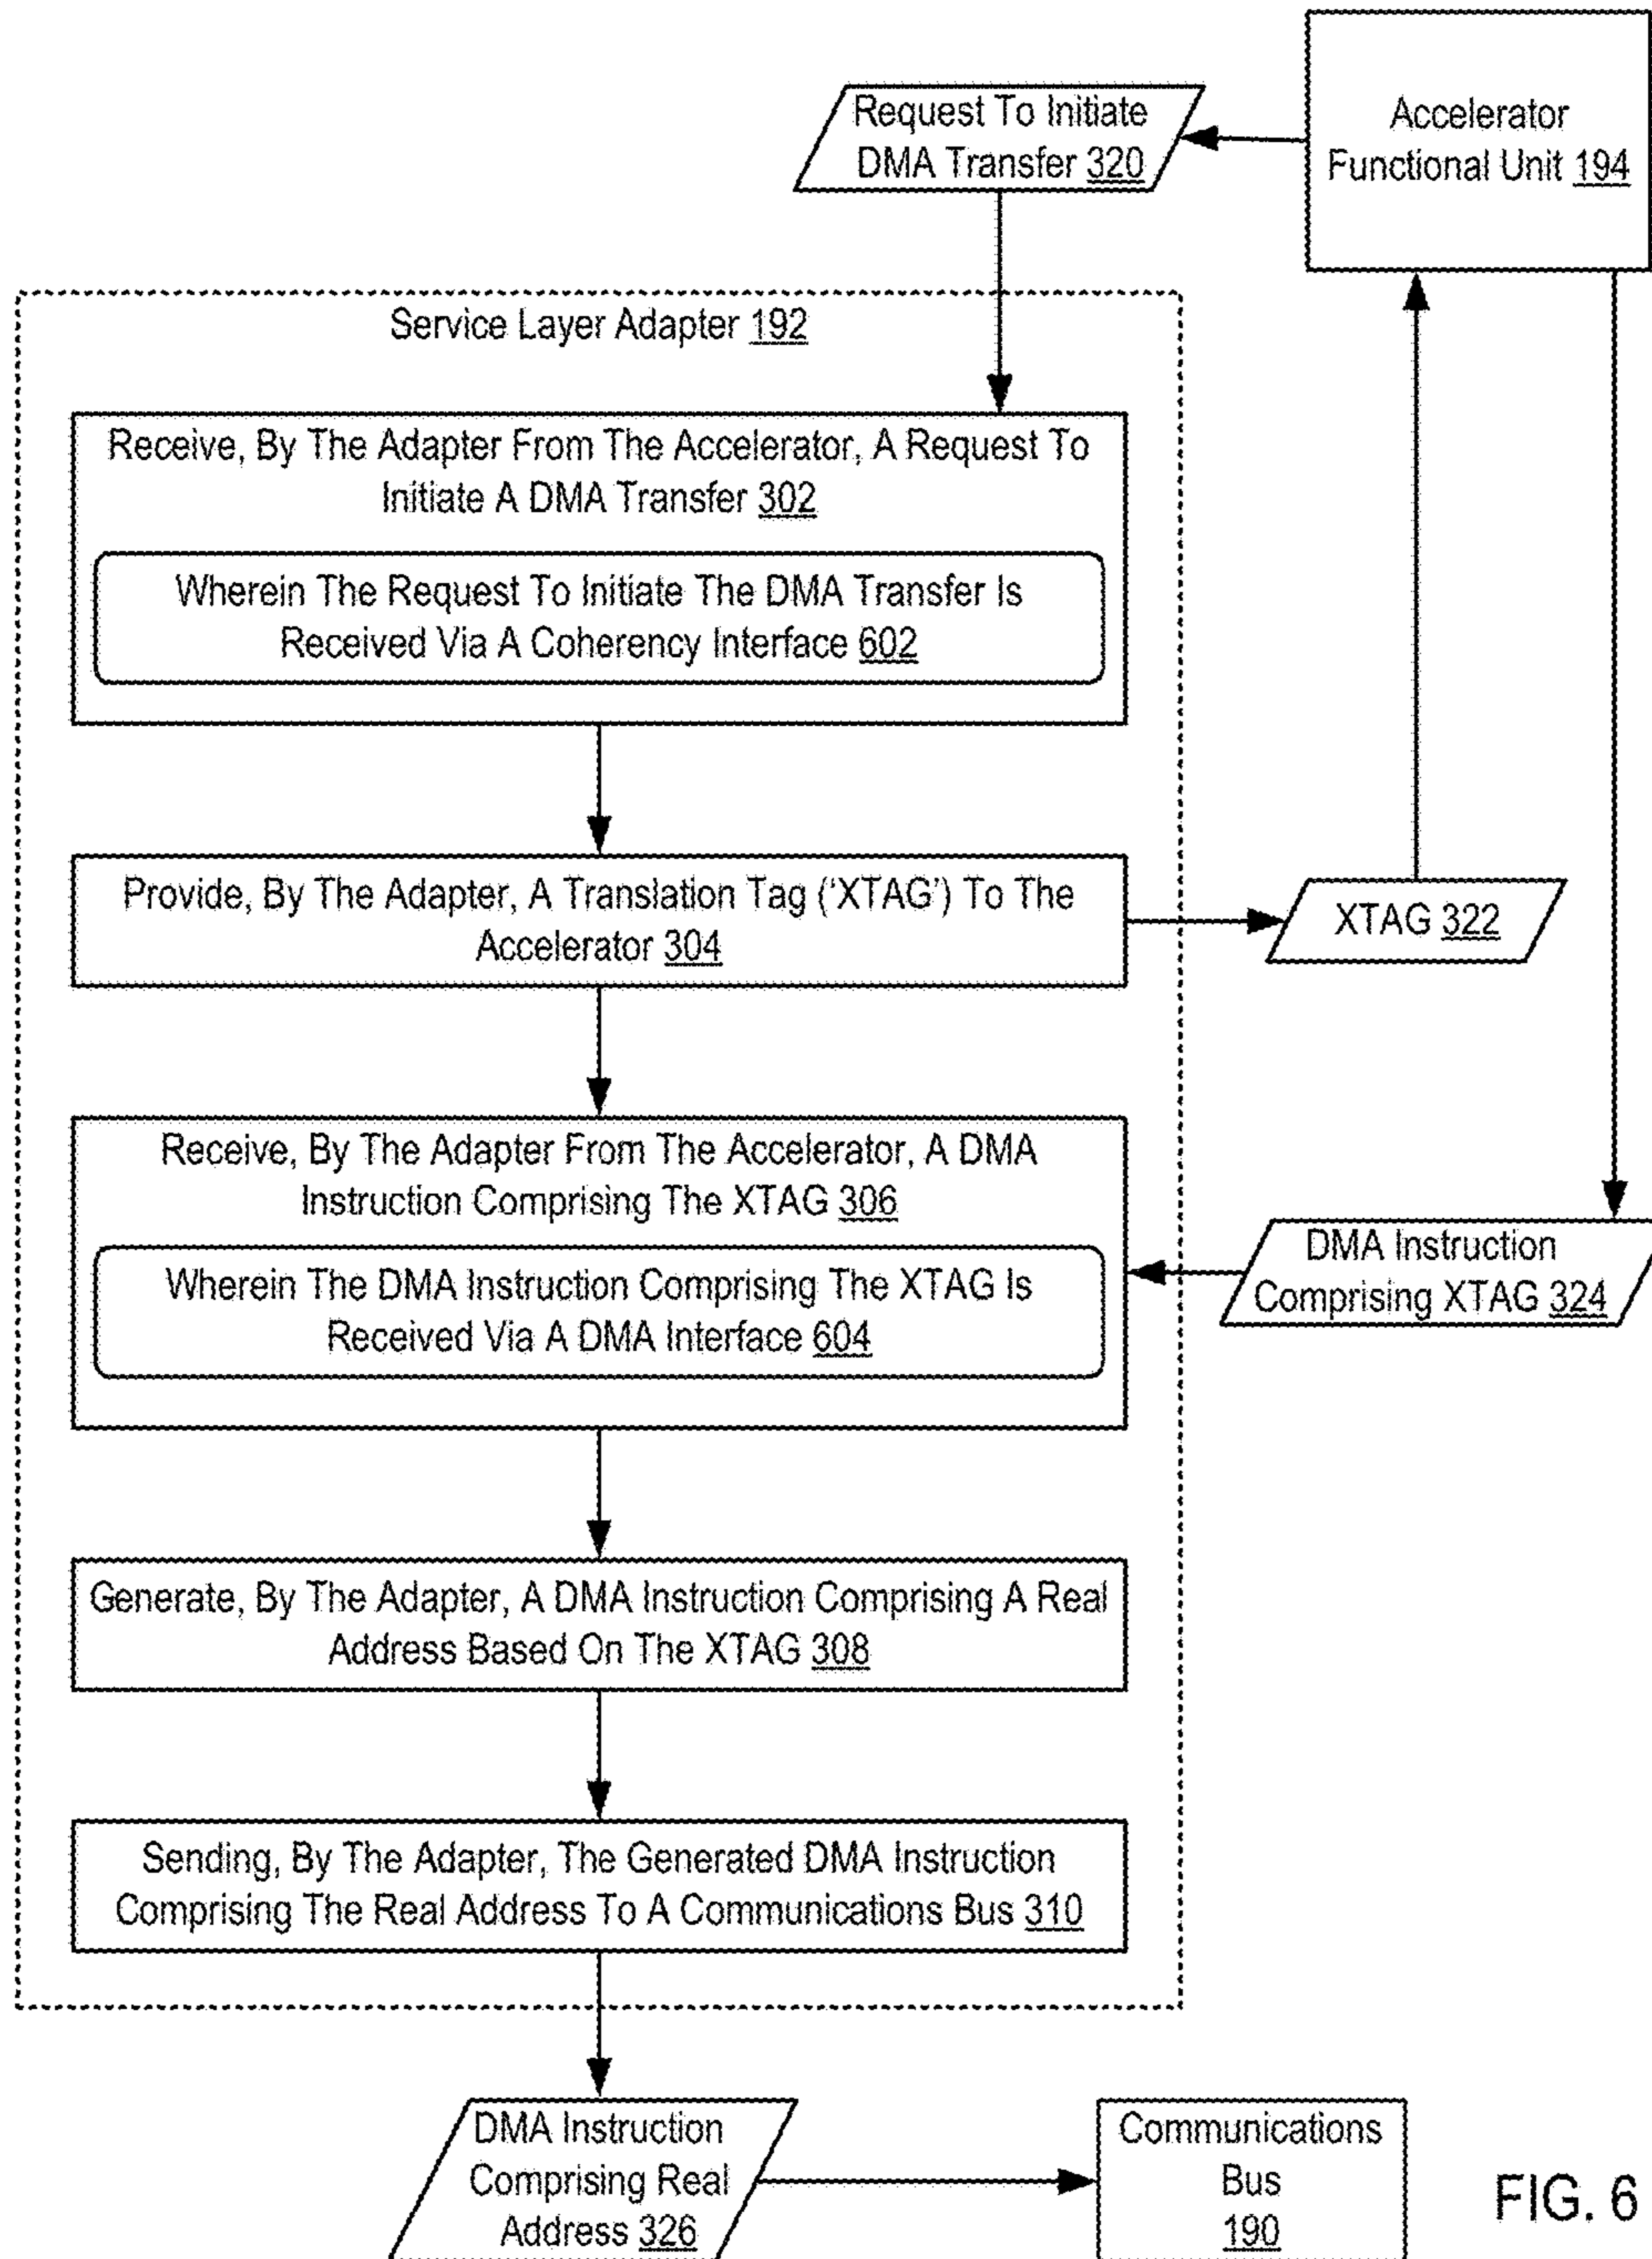 Request To Initiate
DMA Transfer 320
Accelerator
Functional Unit 194
Service Layer Adapter 192
Receive, By The Adapter From The Accelerator, A Request To
Initiate A DMA Transfer 302
Wherein The Request To Initiate The DMA Transfer Is
Received Via A Coherency Interface 602
Provide, By The Adapter, A Translation Tag (‘XTAG’) To The
Accelerator 304
XTAG 322
Receive, By The Adapter From The Accelerator, A DMA
Instruction Comprising The XTAG 306
Wherein The DMA Instruction Comprising The XTAG Is
Received Via A DMA Interface 604
DMA Instruction
Comprising XTAG 324
Generate, By The Adapter, A DMA Instruction Comprising A Real
Address Based On The XTAG 308
Sending, By The Adapter, The Generated DMA Instruction
Comprising The Real Address To A Communications Bus 310
DMA Instruction
Comprising Real
Address 326
Communications
Bus
190
FIG. 6